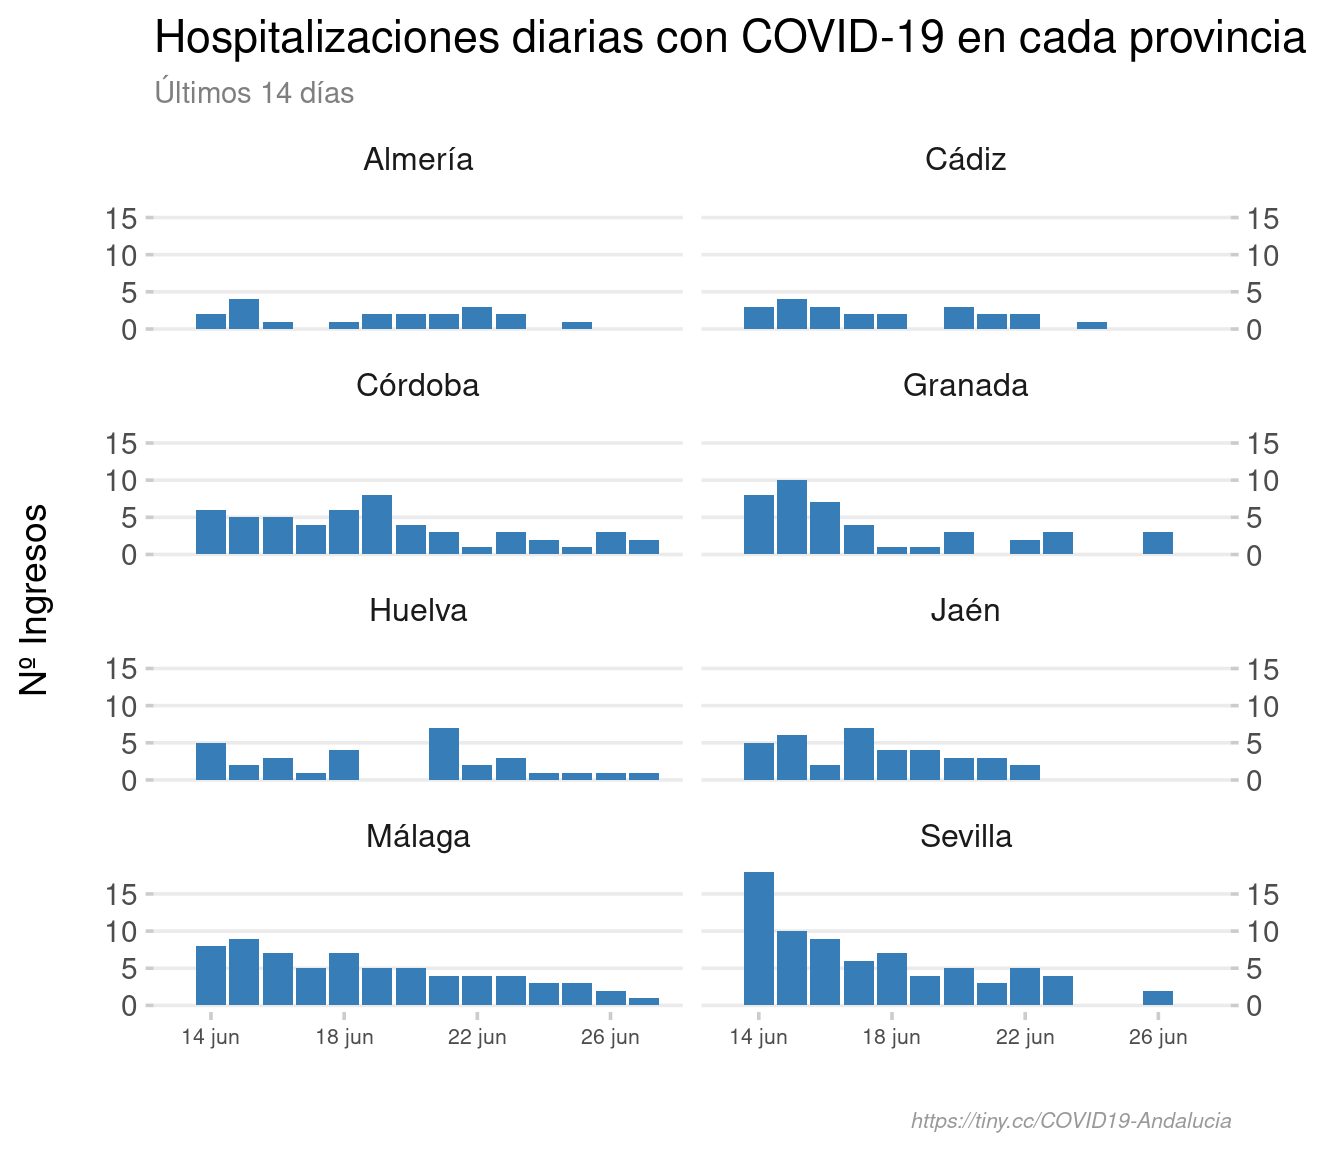 Hospitalizaciones diarias con COVID-19 en cada provincia
Últimos 14 días
Almería
Cádiz
15
10
5
0
15
10
5
0
Córdoba
Granada
15
10
5
0
15
10
5
0
Nº Ingresos
Huelva
Jaén
15
10
5
0
15
10
5
0
Málaga
Sevilla
15
10
5
0
15
10
5
0
14 jun 18 jun 22 jun 26 jun
14 jun 18 jun 22 jun 26 jun
https://tiny.cc/COVID19-Andalucia